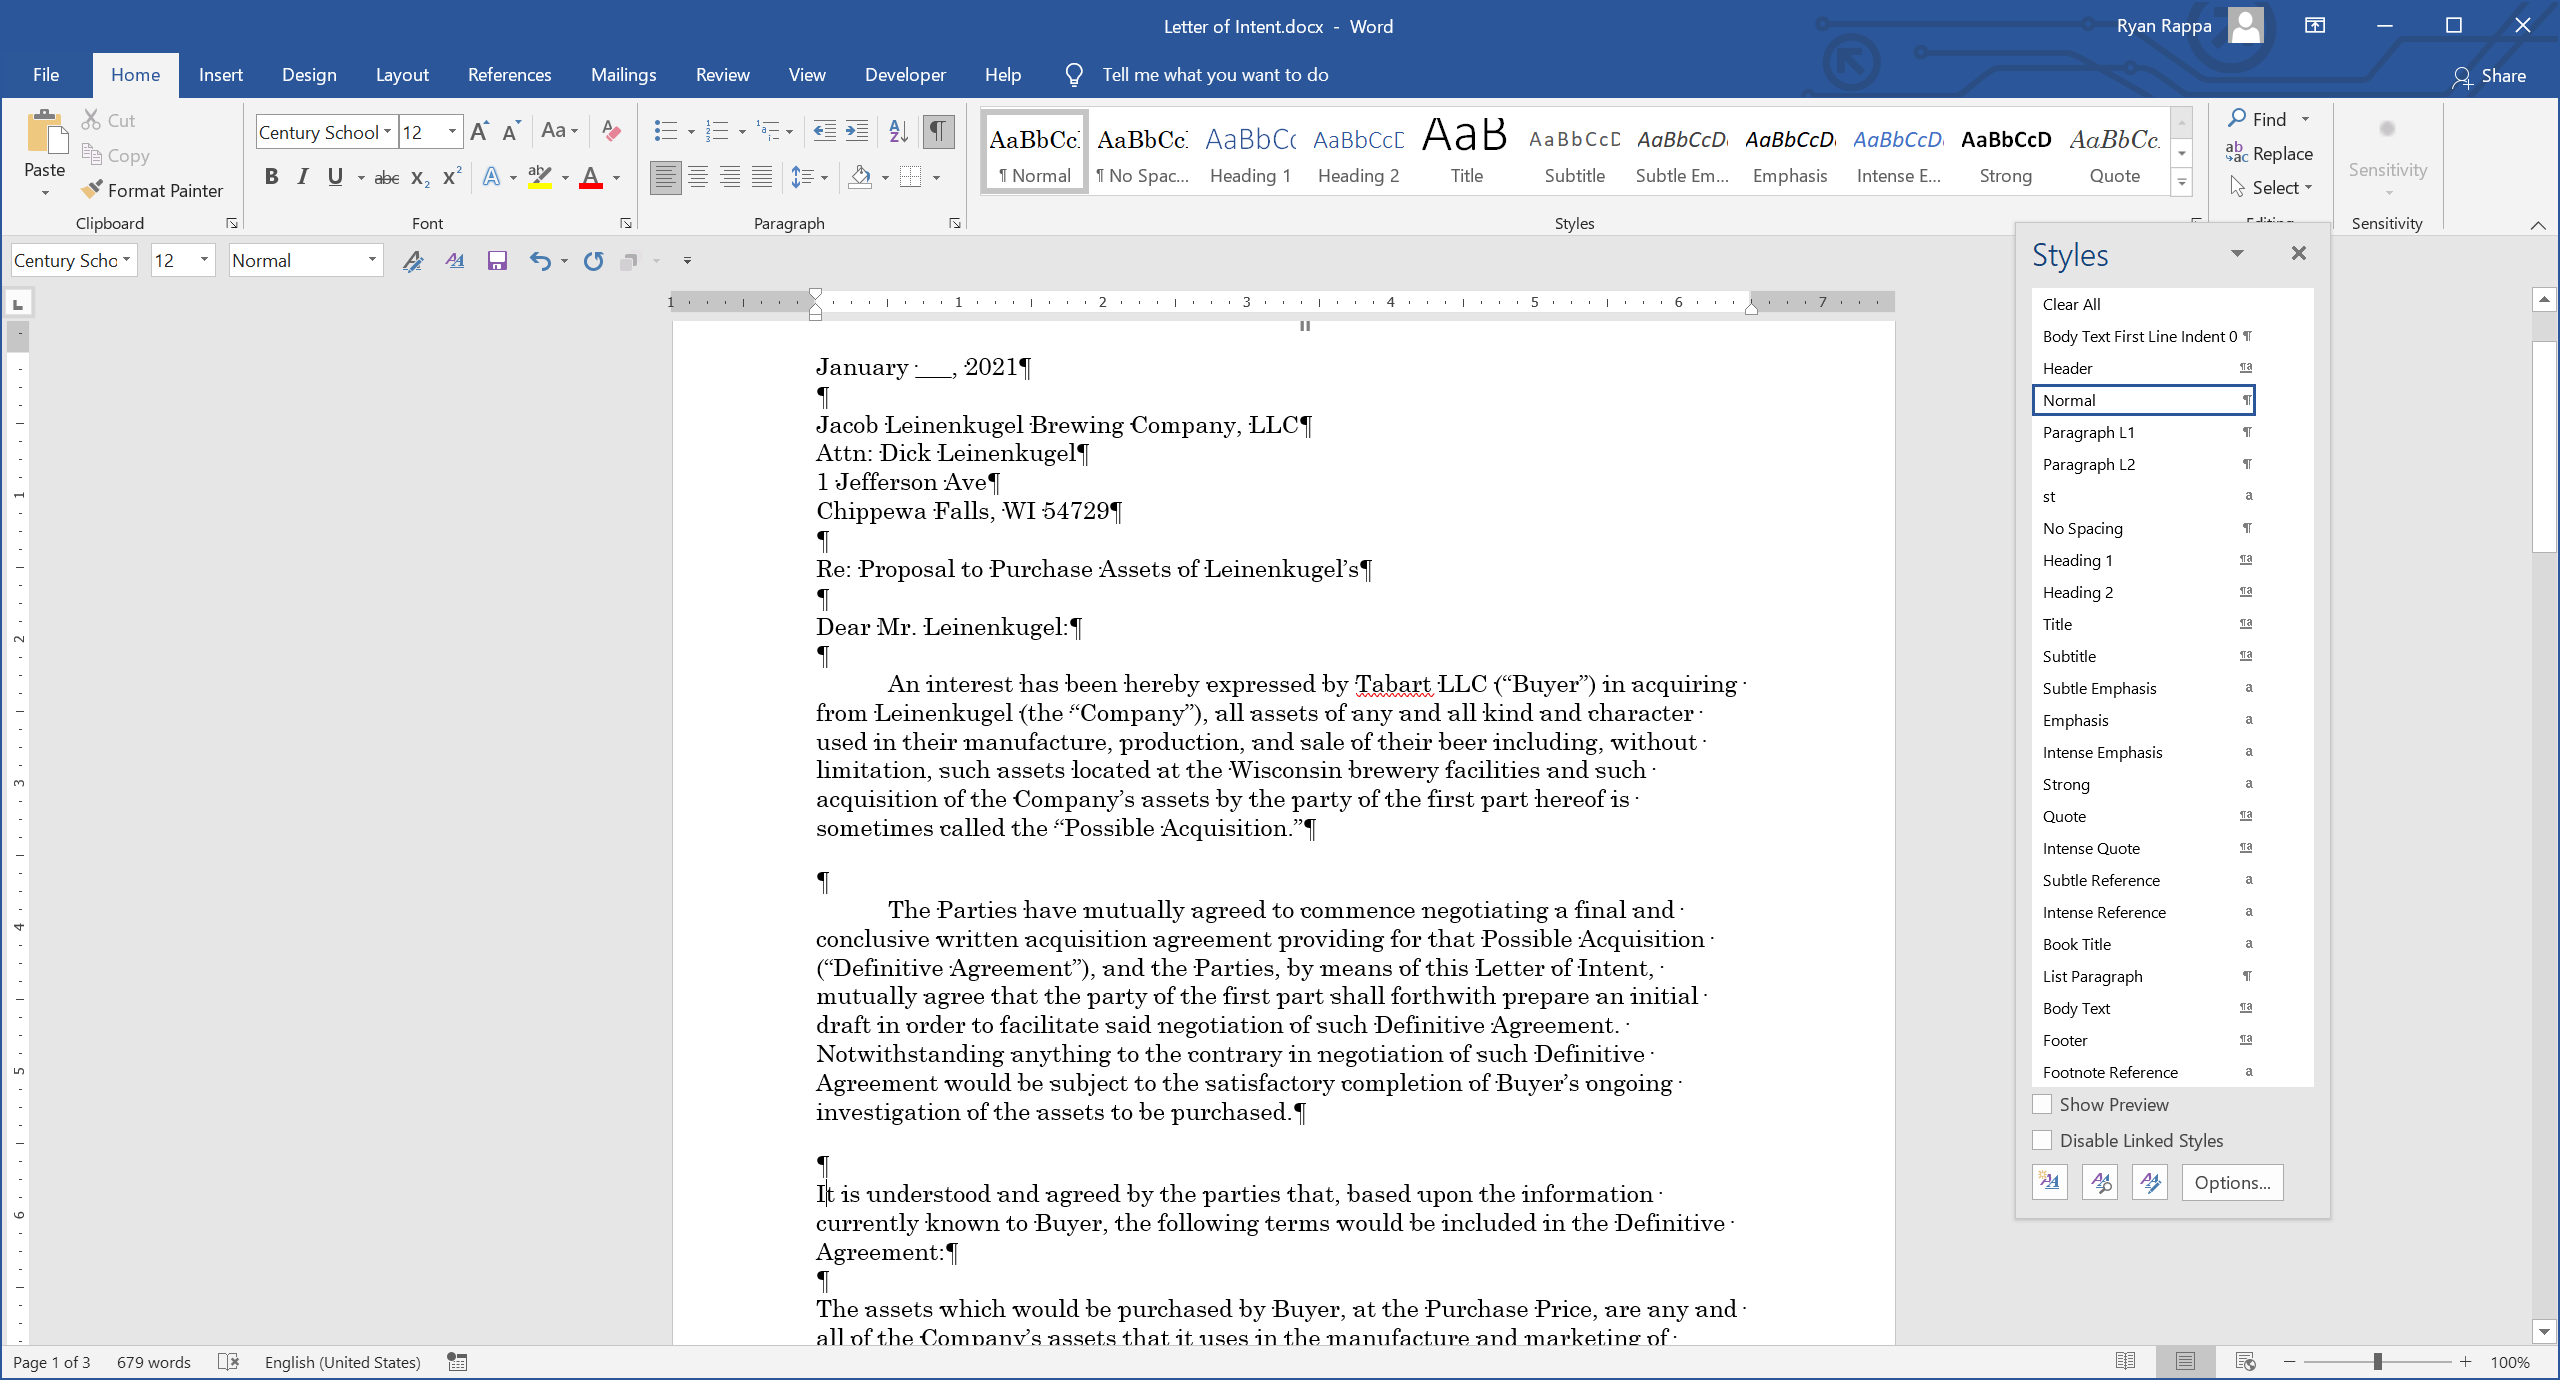 Letter of Intent.docx - Word
Ryan Rappa
File Home Insert Design Layout References Mailings Review View Developer Help Tell me what you want to do
Share
Paste
Cut
Copy
Format Painter
Clipboard
Century School 12
Aa
B I U abc x₂ x² A A
Font
Paragraph
AaBbCc AaBbCc AaBbCc AaBbCcD AaB AaBbCcD AaBbCcD AaBbCcD AaBbCcD AaBbCcD AaBbCc
¶ Normal ¶ No Spac... Heading 1 Heading 2 Title Subtitle Subtle Em... Emphasis Intense E... Strong Quote
Styles
Find
Replace
Select
Sensitivity
Sensitivity
Century Scho 12 Normal
1 1 2 3 4 5 6 7
January ___, 2021¶
¶
Jacob Leinenkugel Brewing Company, LLC¶
Attn: Dick Leinenkugel¶
1 Jefferson Ave¶
Chippewa Falls, WI 54729¶
¶
Re: Proposal to Purchase Assets of Leinenkugel’s¶
¶
Dear Mr. Leinenkugel:¶
¶
An interest has been hereby expressed by Tabart LLC (“Buyer”) in acquiring
from Leinenkugel (the “Company”), all assets of any and all kind and character
used in their manufacture, production, and sale of their beer including, without
limitation, such assets located at the Wisconsin brewery facilities and such
acquisition of the Company’s assets by the party of the first part hereof is
sometimes called the “Possible Acquisition.”¶
¶
The Parties have mutually agreed to commence negotiating a final and
conclusive written acquisition agreement providing for that Possible Acquisition
(“Definitive Agreement”), and the Parties, by means of this Letter of Intent,
mutually agree that the party of the first part shall forthwith prepare an initial
draft in order to facilitate said negotiation of such Definitive Agreement.
Notwithstanding anything to the contrary in negotiation of such Definitive
Agreement would be subject to the satisfactory completion of Buyer’s ongoing
investigation of the assets to be purchased.¶
¶
It is understood and agreed by the parties that, based upon the information
currently known to Buyer, the following terms would be included in the Definitive
Agreement:¶
¶
The assets which would be purchased by Buyer, at the Purchase Price, are any and
all of the Company’s assets that it uses in the manufacture and marketing of
1
2
3
4
5
6
Styles
Clear All
Body Text First Line Indent 0 ¶
Header ¶a
Normal ¶
Paragraph L1 ¶
Paragraph L2 ¶
st a
No Spacing ¶
Heading 1 ¶a
Heading 2 ¶a
Title ¶a
Subtitle ¶a
Subtle Emphasis a
Emphasis a
Intense Emphasis a
Strong a
Quote ¶a
Intense Quote ¶a
Subtle Reference a
Intense Reference a
Book Title a
List Paragraph ¶
Body Text ¶a
Footer ¶a
Footnote Reference a
Show Preview
Disable Linked Styles
Options...
Page 1 of 3 679 words English (United States)
100%